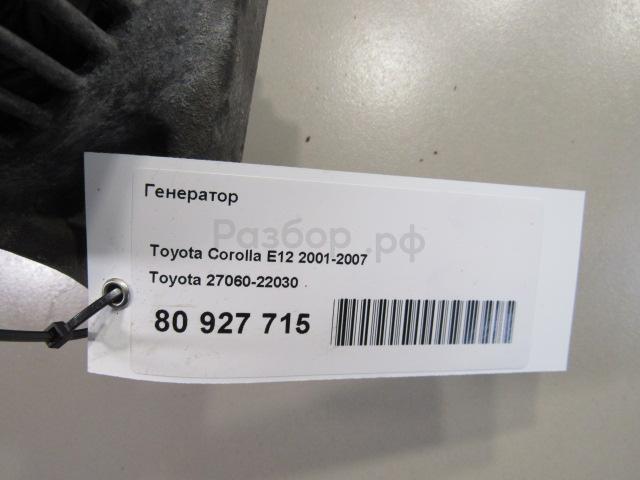 Генератор
Разбор.рф
Toyota Corolla E12 2001-2007
Toyota 27060-22030
80 927 715